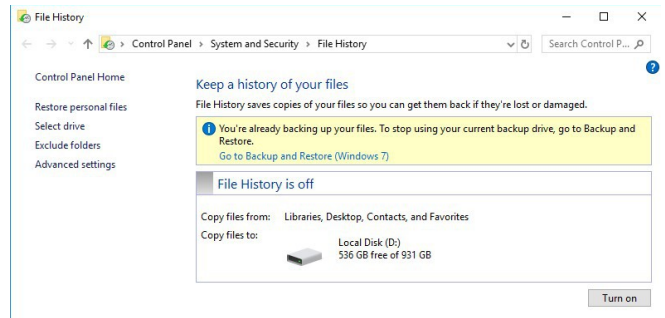 File History
Control Panel > System and Security > File History
Search Control P...
Control Panel Home
Restore personal files
Select drive
Exclude folders
Advanced settings
Keep a history of your files
File History saves copies of your files so you can get them back if they're lost or damaged.
You're already backing up your files. To stop using your current backup drive, go to Backup and
Restore.
Go to Backup and Restore (Windows 7)
File History is off
Copy files from: Libraries, Desktop, Contacts, and Favorites
Copy files to:
Local Disk (D:)
536 GB free of 931 GB
Turn on